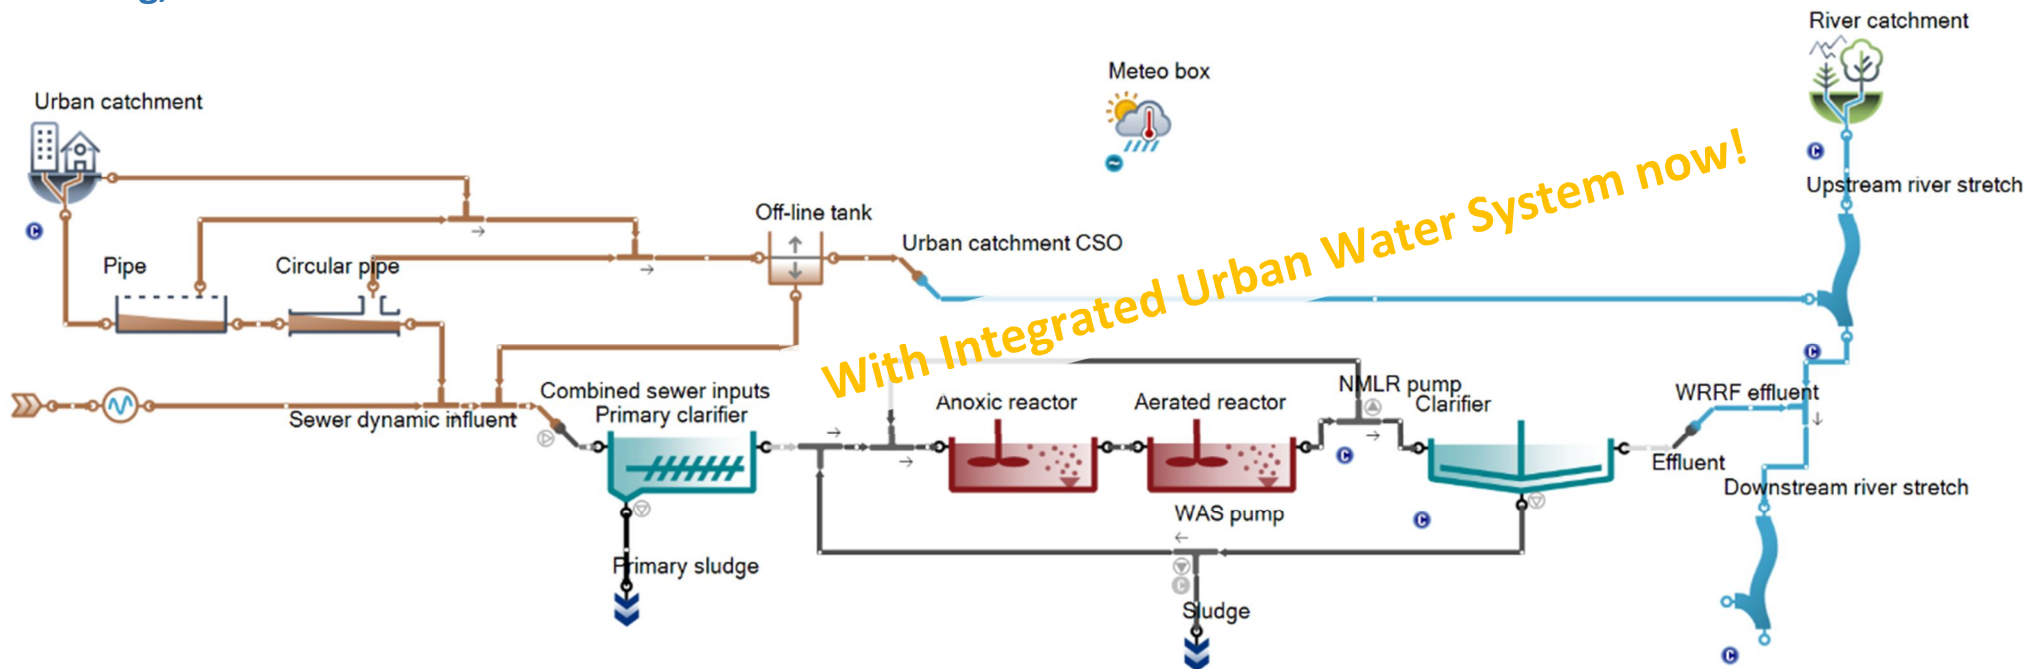 River catchment
Meteo box
Urban catchment
Upstream river stretch
Off-line tank
Urban catchment CSO
Pipe
Circular pipe
With Integrated Urban Water System now!
Combined sewer inputs
NMLR pump
WRRF effluent
Primary clarifier
Anoxic reactor
Aerated reactor
Clarifier
Sewer dynamic influent
Effluent
Downstream river stretch
WAS pump
Primary sludge
Sludge